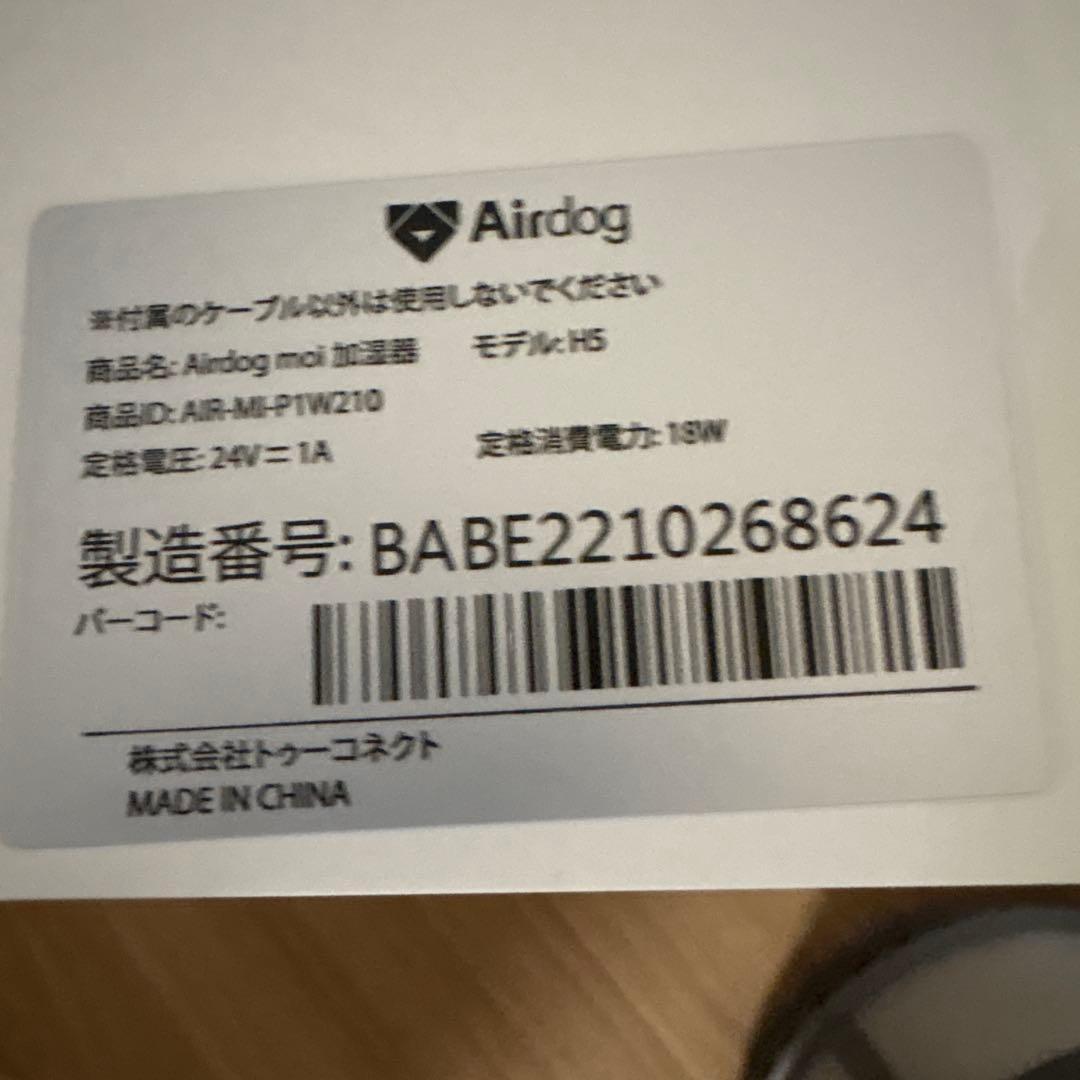 Airdog
※付属のケーブル以外は使用しないでください
商品名: Airdog moi 加湿器 モデル: H5
商品ID: AIR-MI-P1W210
定格電圧: 24V⎓1A 定格消費電力: 18W
製造番号: BABE2210268624
バーコード:
株式会社トゥーコネクト
MADE IN CHINA